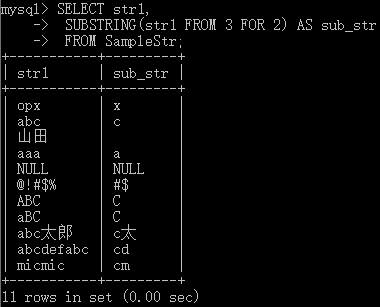 mysql> SELECT str1,
    ->  SUBSTRING(str1 FROM 3 FOR 2) AS sub_str
    ->  FROM SampleStr;
+-----------+---------+
| str1      | sub_str |
+-----------+---------+
| opx       | x       |
| abc       | c       |
| 山田      |         |
| aaa       | a       |
| NULL      | NULL    |
| @!#$%     | #$      |
| ABC       | C       |
| aBC       | C       |
| abc太郎   | c太     |
| abcdefabc | cd      |
| micmic    | cm      |
+-----------+---------+
11 rows in set (0.00 sec)